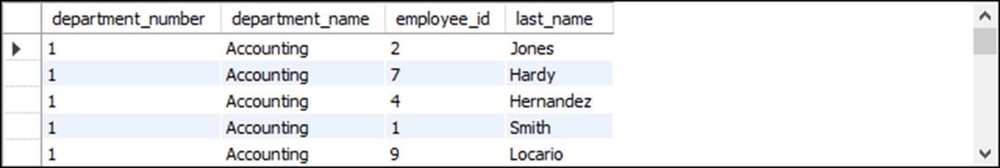 department_number department_name employee_id last_name
1 Accounting 2 Jones
1 Accounting 7 Hardy
1 Accounting 4 Hernandez
1 Accounting 1 Smith
1 Accounting 9 Locario